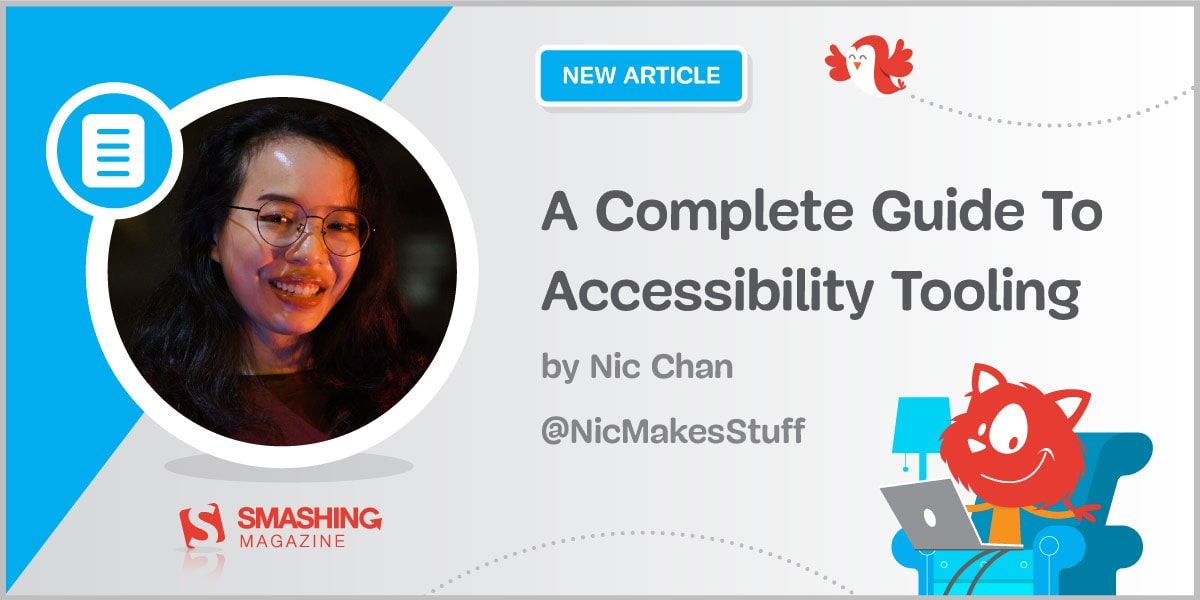 NEW ARTICLE
A Complete Guide To
Accessibility Tooling
by Nic Chan
@NicMakesStuff
SMASHING
MAGAZINE